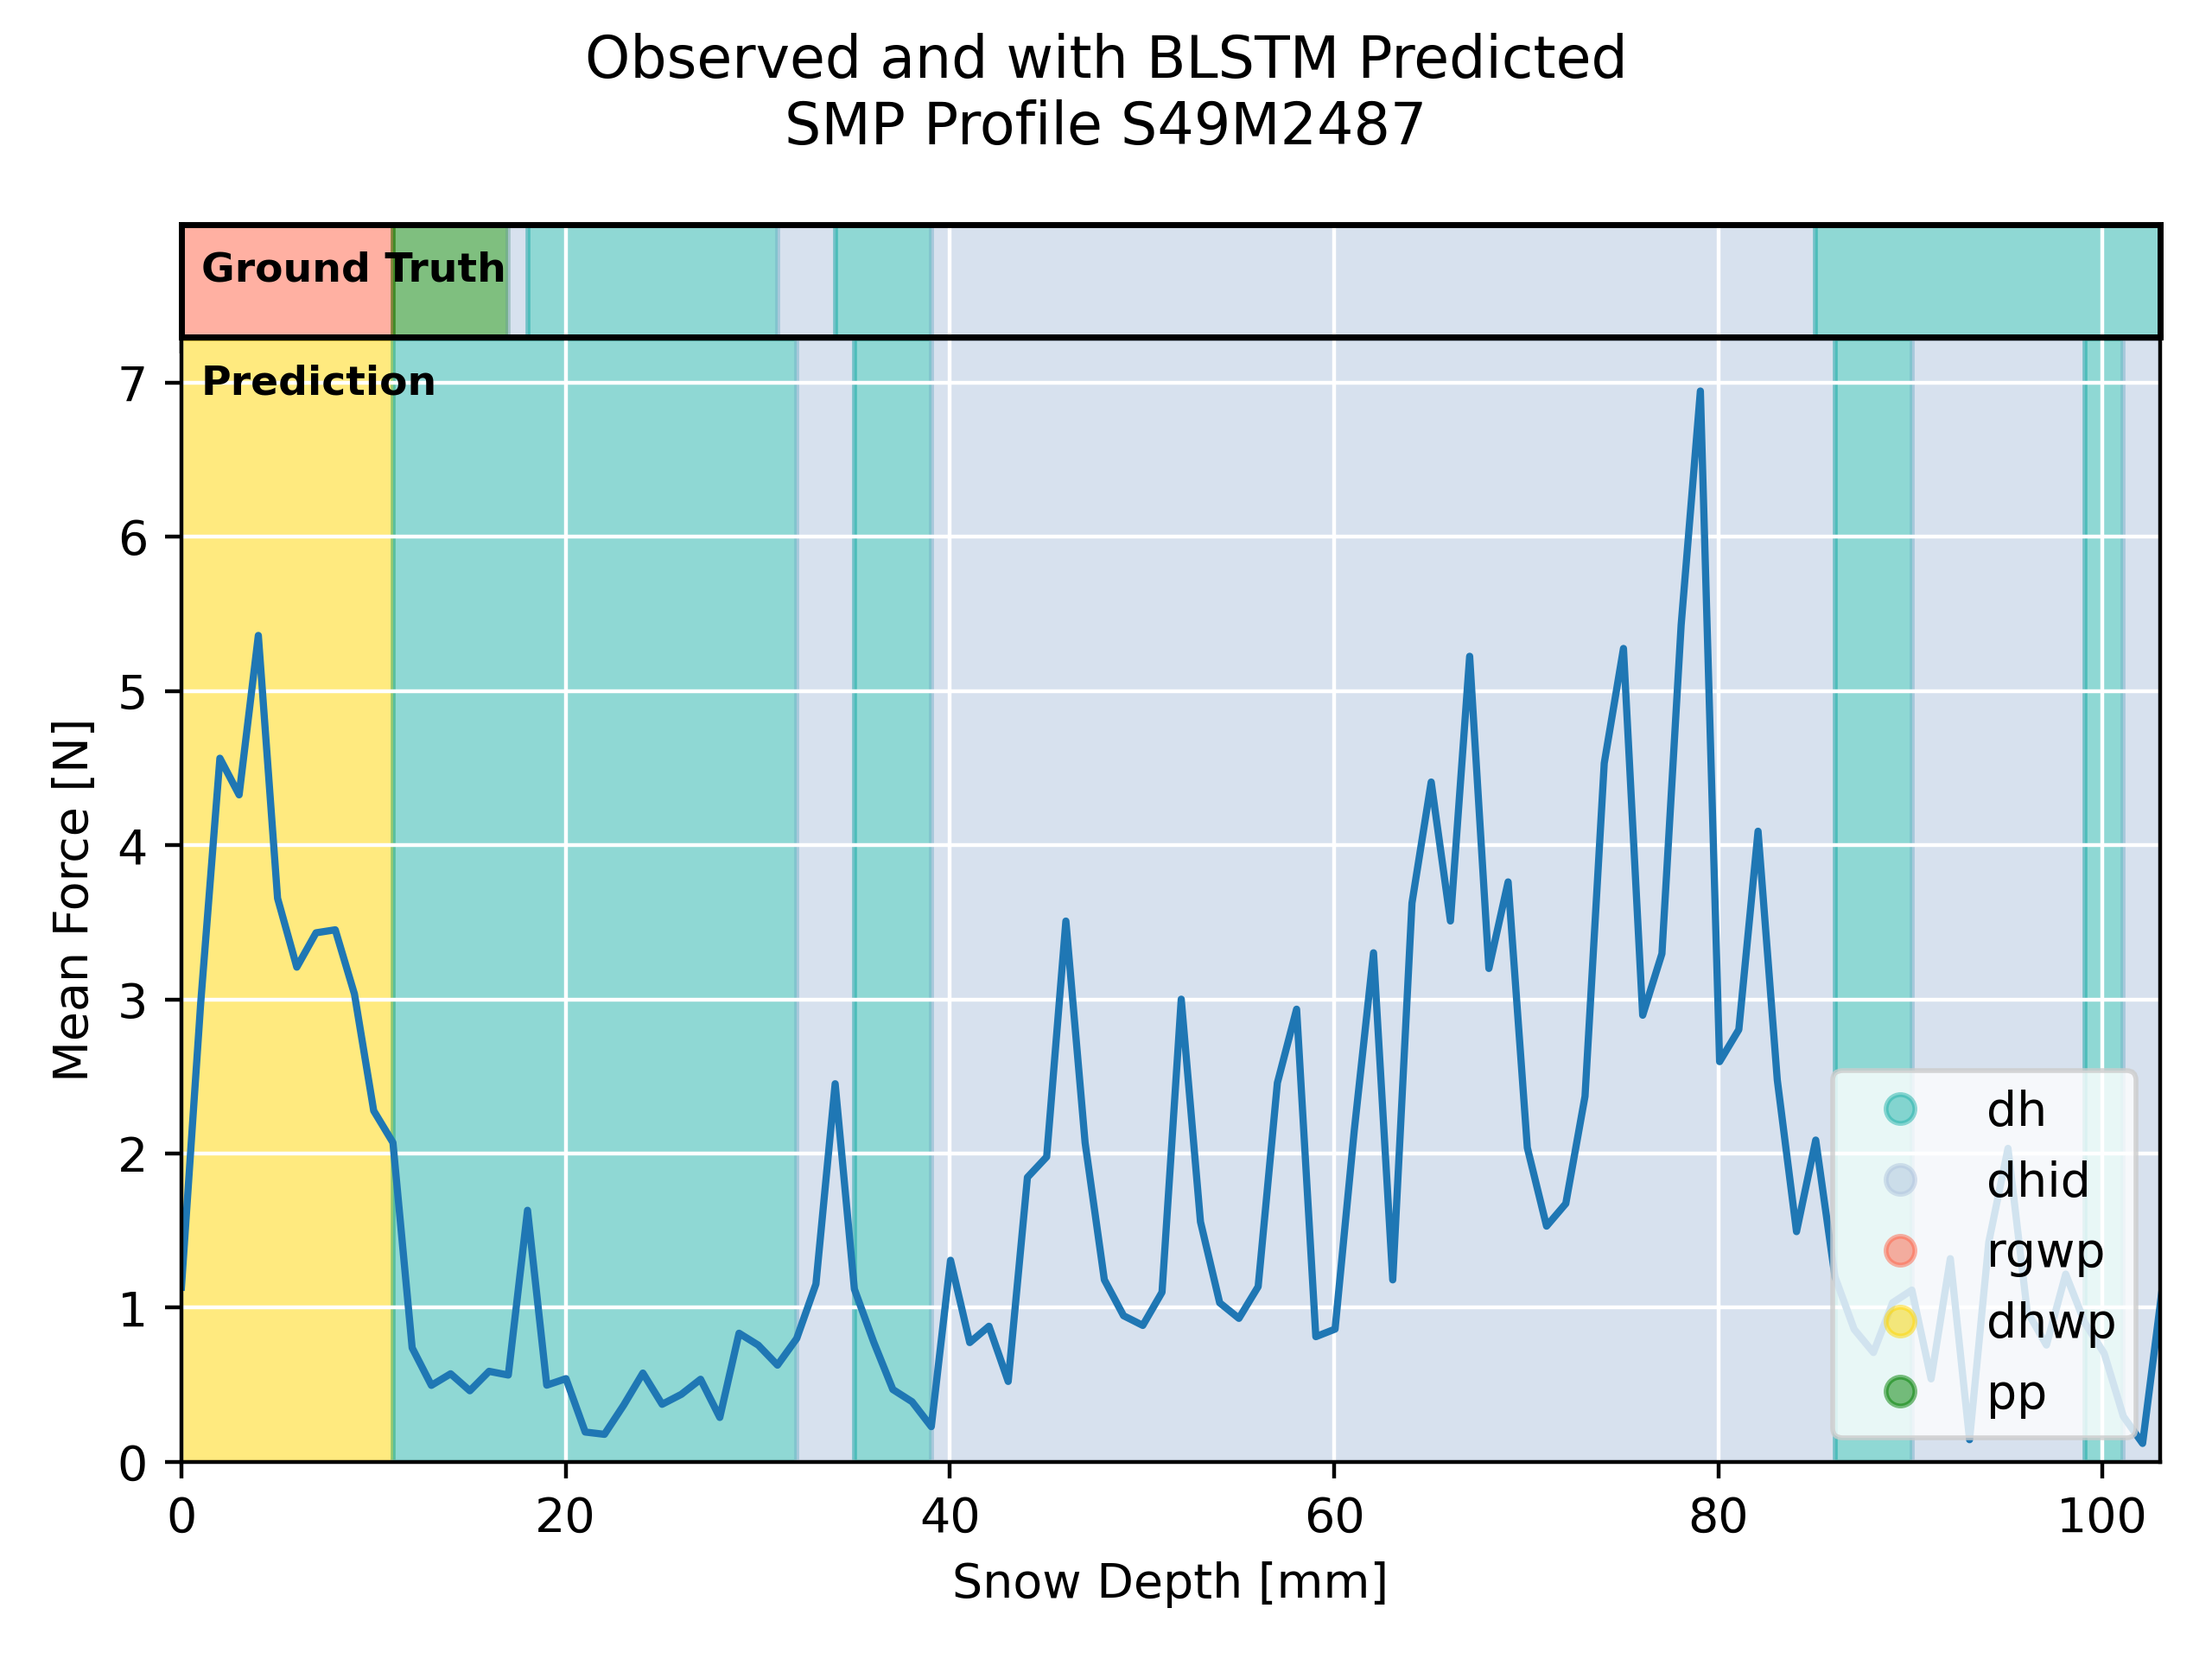 Observed and with BLSTM Predicted
SMP Profile S49M2487
Ground Truth
Prediction
7
6
5
4
3
2
1
0
Mean Force [N]
dh
dhid
rgwp
dhwp
pp
0 20 40 60 80 100
Snow Depth [mm]